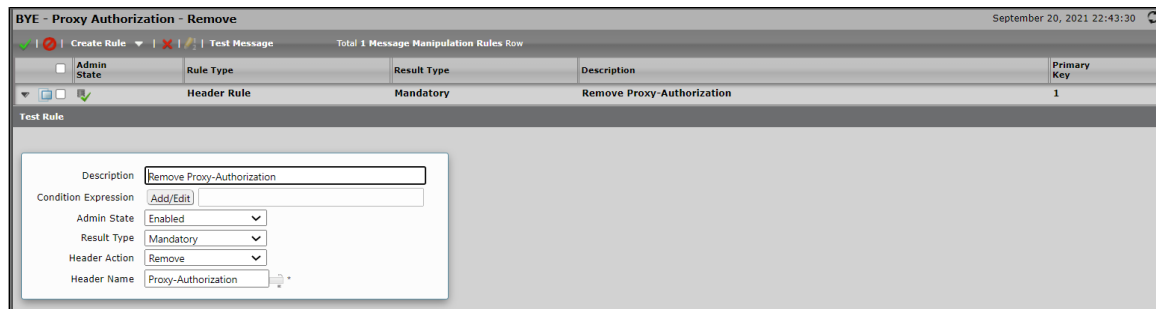 BYE - Proxy Authorization - Remove September 20, 2021 22:43:30
| | Create Rule | | | Test Message Total 1 Message Manipulation Rules Row
Admin State Rule Type Result Type Description Primary Key
Header Rule Mandatory Remove Proxy-Authorization 1
Test Rule
Description Remove Proxy-Authorization
Condition Expression Add/Edit
Admin State Enabled
Result Type Mandatory
Header Action Remove
Header Name Proxy-Authorization *